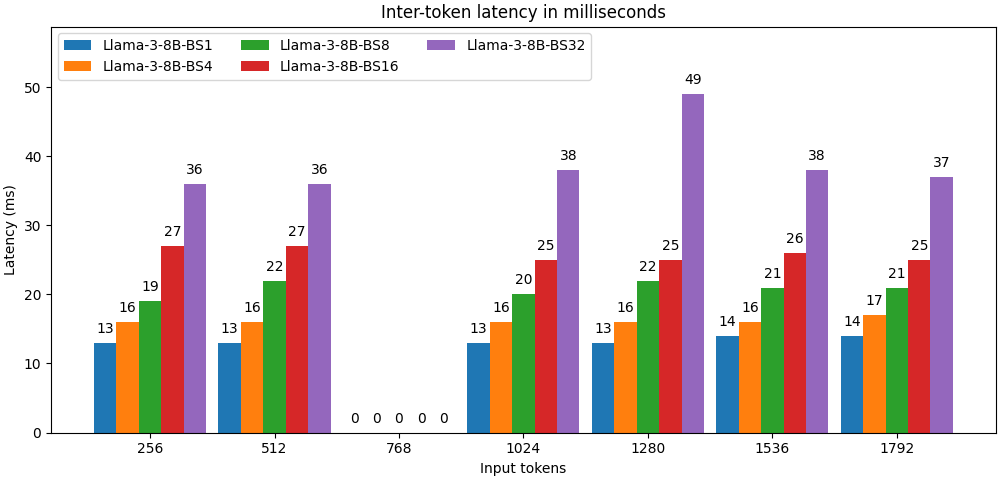 Inter-token latency in milliseconds
Llama-3-8B-BS1
Llama-3-8B-BS4
Llama-3-8B-BS8
Llama-3-8B-BS16
Llama-3-8B-BS32
Latency (ms)
50
40
30
20
10
0
13 16 19 27 36
13 16 22 27 36
0 0 0 0 0
13 16 20 25 38
13 16 22 25 49
14 16 21 26 38
14 17 21 25 37
256 512 768 1024 1280 1536 1792
Input tokens